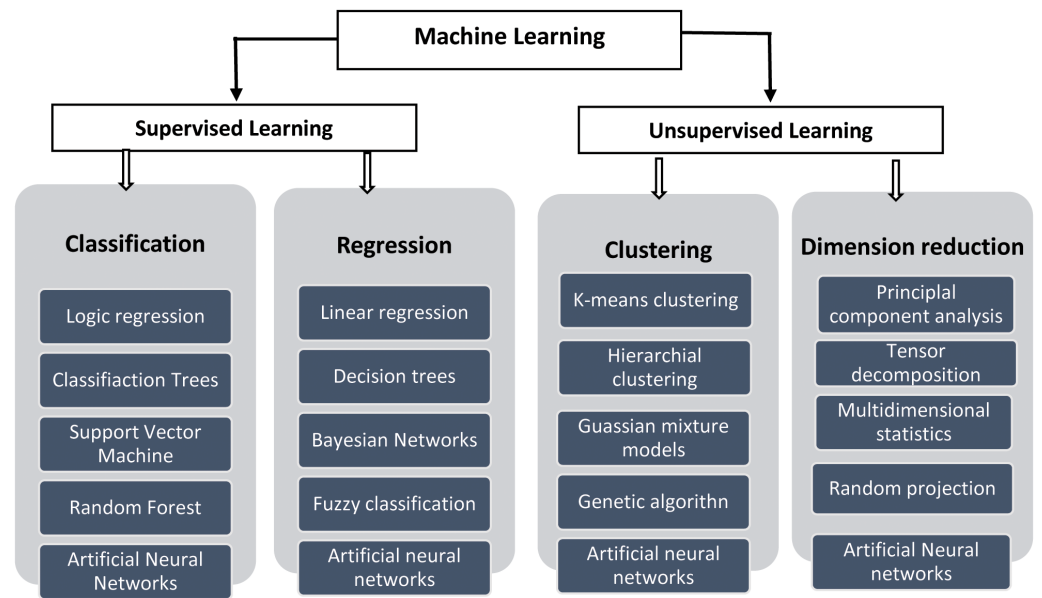 Machine Learning
Supervised Learning
Unsupervised Learning
Classification
Logic regression
Classifiaction Trees
Support Vector
Machine
Random Forest
Artificial Neural
Networks
Regression
Linear regression
Decision trees
Bayesian Networks
Fuzzy classification
Artificial neural
networks
Clustering
K-means clustering
Hierarchial
clustering
Guassian mixture
models
Genetic algorithn
Artificial neural
networks
Dimension reduction
Principlal
component analysis
Tensor
decomposition
Multidimensional
statistics
Random projection
Artificial Neural
networks